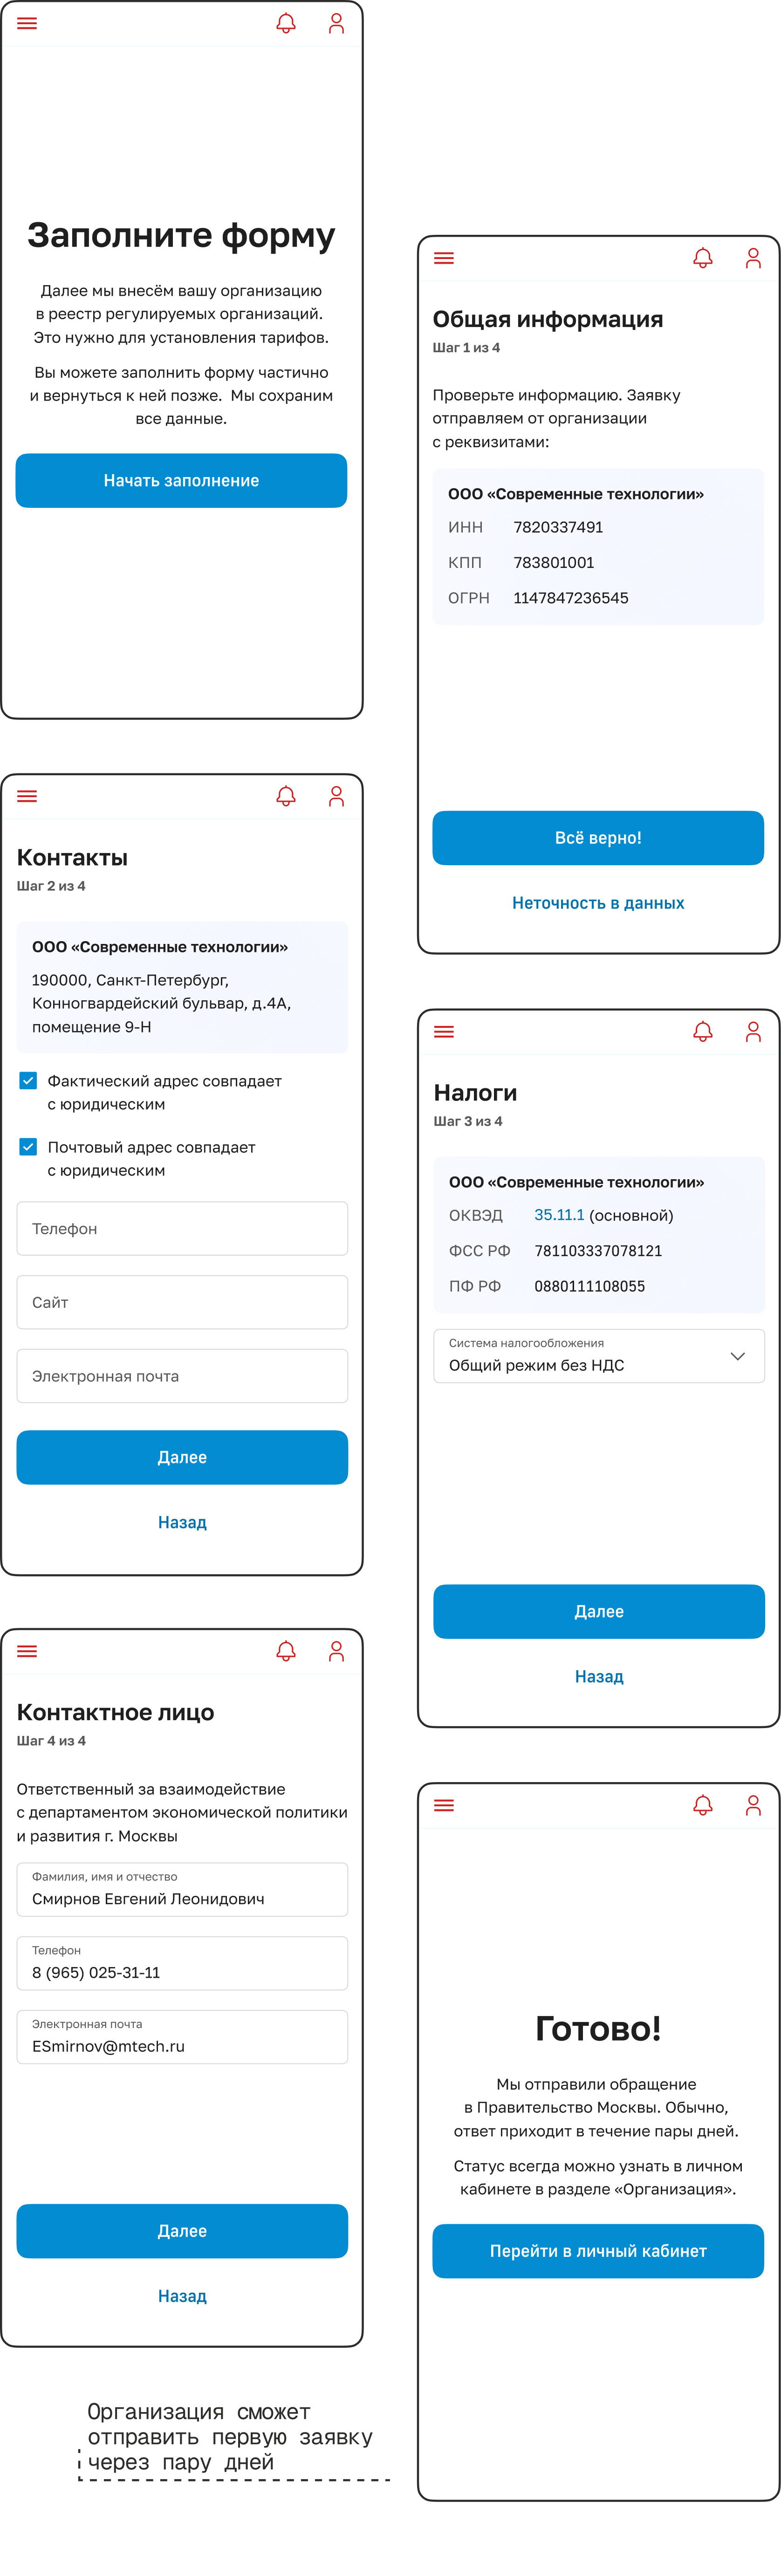 Заполните форму
Далее мы внесём вашу организацию
в реестр регулируемых организаций.
Это нужно для установления тарифов.
Вы можете заполнить форму частично
и вернуться к ней позже. Мы сохраним
все данные.
Начать заполнение
Общая информация
Шаг 1 из 4
Проверьте информацию. Заявку
отправляем от организации
с реквизитами:
ООО «Современные технологии»
ИНН 7820337491
КПП 783801001
ОГРН 1147847236545
Всё верно!
Неточность в данных
Контакты
Шаг 2 из 4
ООО «Современные технологии»
190000, Санкт-Петербург,
Конногвардейский бульвар, д.4А,
помещение 9-Н
Фактический адрес совпадает
с юридическим
Почтовый адрес совпадает
с юридическим
Телефон
Сайт
Электронная почта
Далее
Назад
Налоги
Шаг 3 из 4
ООО «Современные технологии»
ОКВЭД 35.11.1 (основной)
ФСС РФ 781103337078121
ПФ РФ 0880111108055
Система налогообложения
Общий режим без НДС
Далее
Назад
Контактное лицо
Шаг 4 из 4
Ответственный за взаимодействие
с департаментом экономической политики
и развития г. Москвы
Фамилия, имя и отчество
Смирнов Евгений Леонидович
Телефон
8 (965) 025-31-11
Электронная почта
ESmirnov@mtech.ru
Далее
Назад
Готово!
Мы отправили обращение
в Правительство Москвы. Обычно,
ответ приходит в течение пары дней.
Статус всегда можно узнать в личном
кабинете в разделе «Организация».
Перейти в личный кабинет
Организация сможет
отправить первую заявку
через пару дней